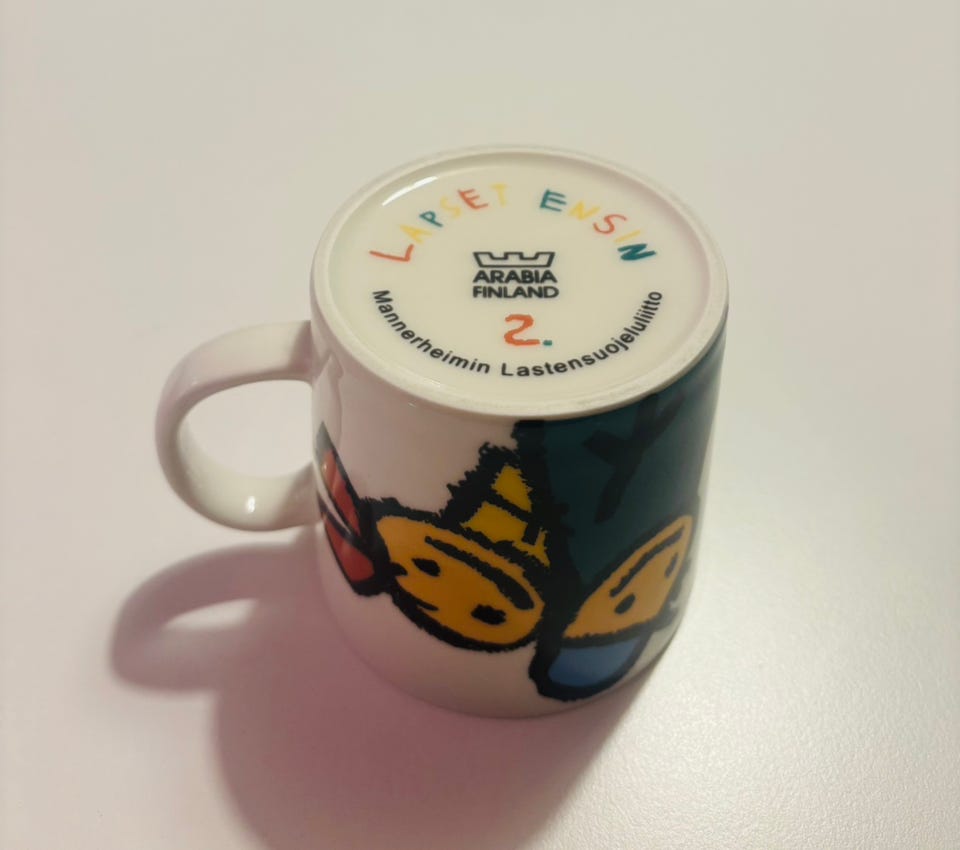 LAPSET ENSIN
ARABIA
FINLAND
2.
Mannerheimin Lastensuojeluliitto